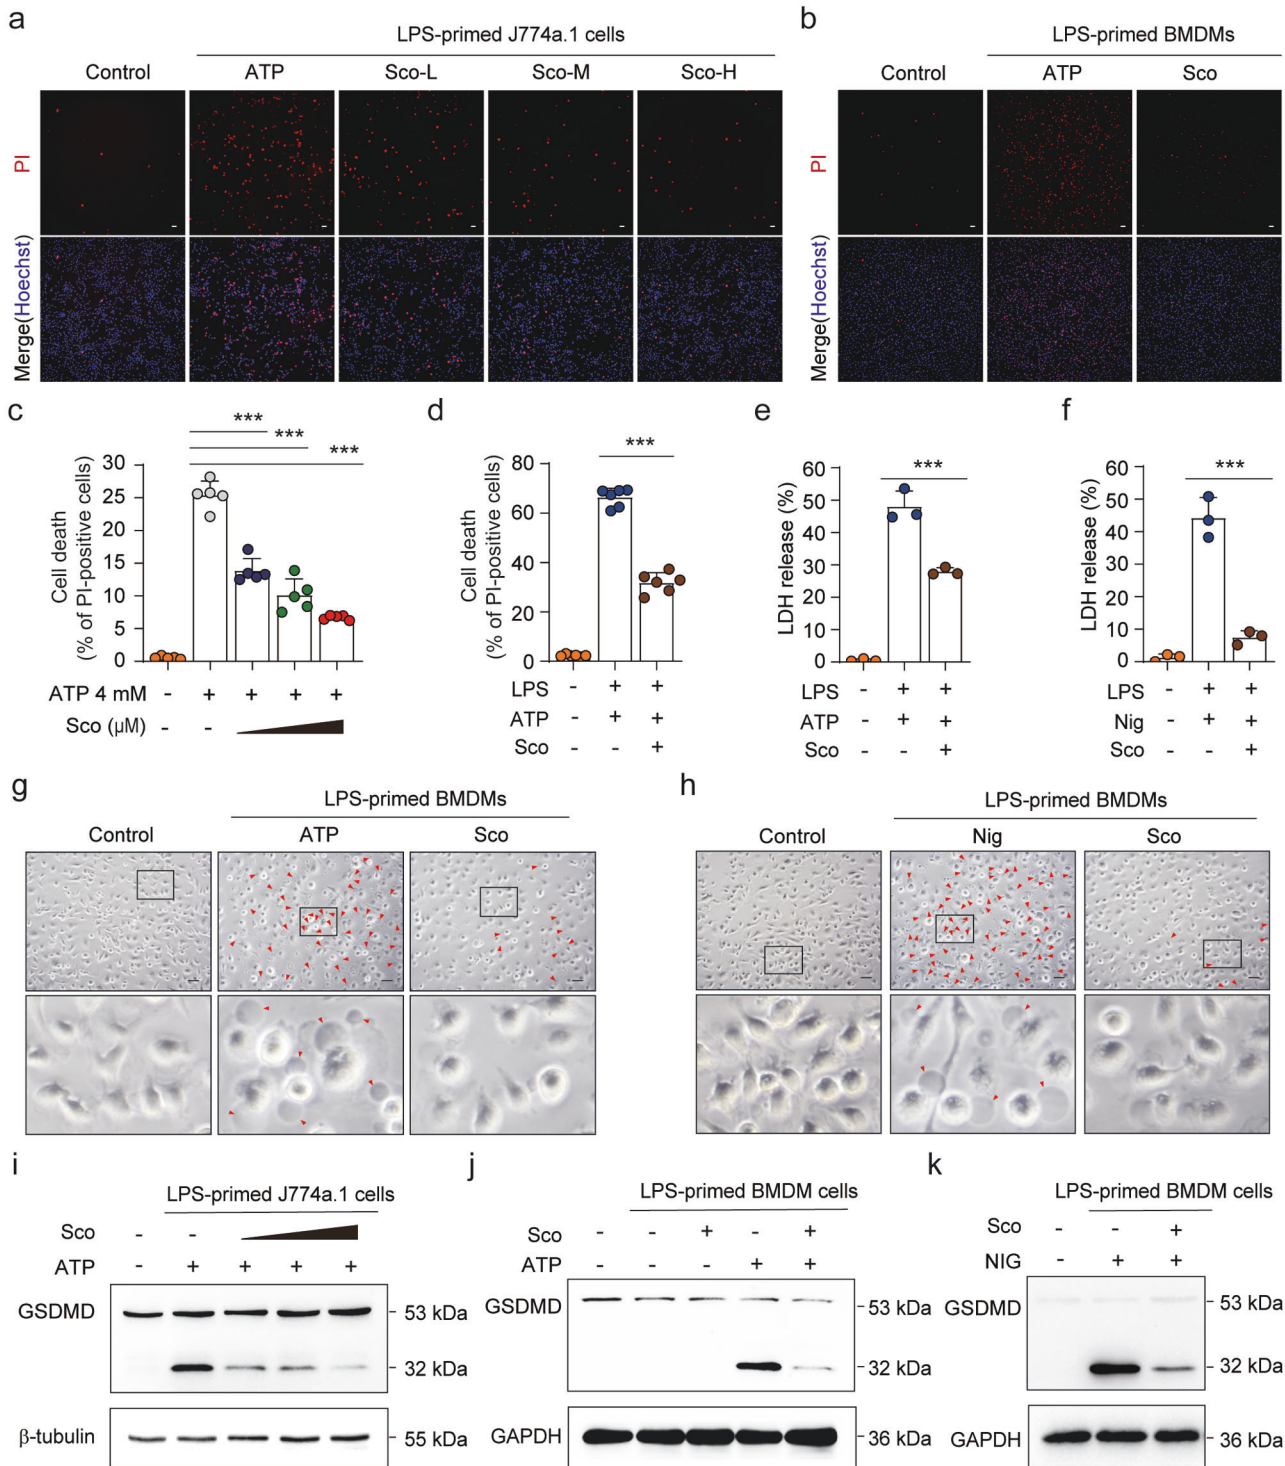 a
LPS-primed J774a.1 cells
Control ATP Sco-L Sco-M Sco-H
PI
Merge(Hoechst)
b
LPS-primed BMDMs
Control ATP Sco
PI
Merge(Hoechst)
c
*** *** ***
Cell death
(% of PI-positive cells)
30
25
20
15
10
5
0
ATP 4 mM - + + + +
Sco (μM) - -
d
***
Cell death
(% of PI-positive cells)
80
60
40
20
0
LPS - + +
ATP - + +
Sco - - +
e
***
LDH release (%)
60
50
40
30
20
10
0
LPS - + +
ATP - + +
Sco - - +
f
***
LDH release (%)
60
50
40
30
20
10
0
LPS - + +
Nig - + +
Sco - - +
g
LPS-primed BMDMs
Control ATP Sco
h
LPS-primed BMDMs
Control Nig Sco
i
LPS-primed J774a.1 cells
Sco - -
ATP - + + + +
GSDMD
- 53 kDa
- 32 kDa
β-tubulin - 55 kDa
j
LPS-primed BMDM cells
Sco - - + - +
ATP - - - + +
GSDMD
- 53 kDa
- 32 kDa
GAPDH - 36 kDa
k
LPS-primed BMDM cells
Sco - - +
NIG - + +
GSDMD
- 53 kDa
- 32 kDa
GAPDH - 36 kDa